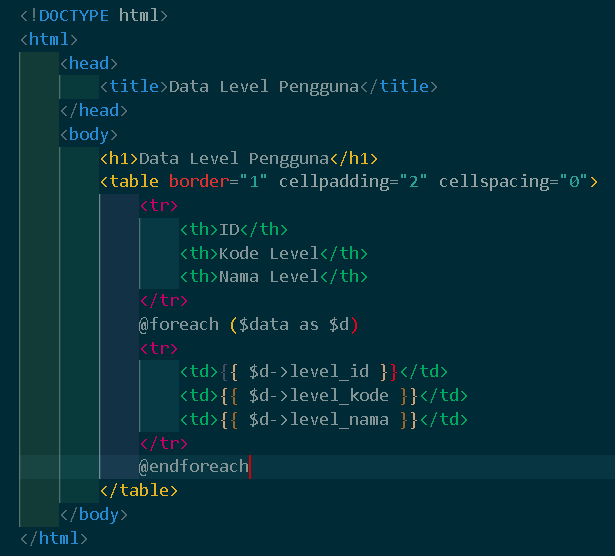 <!DOCTYPE html>
<html>
    <head>
        <title>Data Level Pengguna</title>
    </head>
    <body>
        <h1>Data Level Pengguna</h1>
        <table border="1" cellpadding="2" cellspacing="0">
            <tr>
                <th>ID</th>
                <th>Kode Level</th>
                <th>Nama Level</th>
            </tr>
            @foreach ($data as $d)
            <tr>
                <td>{{ $d->level_id }}</td>
                <td>{{ $d->level_kode }}</td>
                <td>{{ $d->level_nama }}</td>
            </tr>
            @endforeach
        </table>
    </body>
</html>